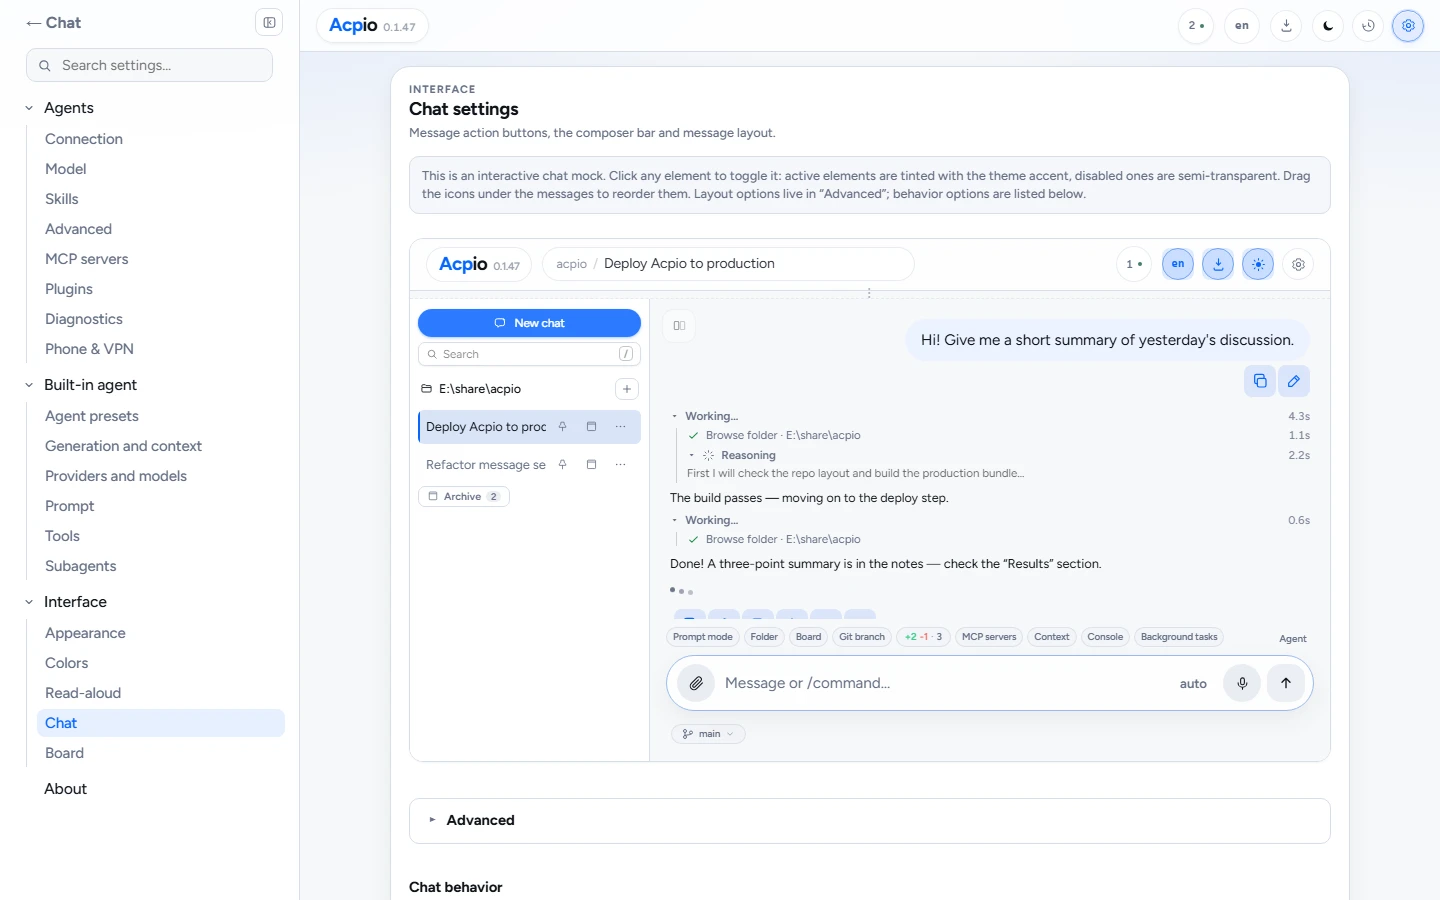 ← Chat
Search settings...
Agents
Connection
Model
Skills
Advanced
MCP servers
Plugins
Diagnostics
Phone & VPN
Built-in agent
Agent presets
Generation and context
Providers and models
Prompt
Tools
Subagents
Interface
Appearance
Colors
Read-aloud
Chat
Board
About
Acpio 0.1.47
2
en
INTERFACE
Chat settings
Message action buttons, the composer bar and message layout.
This is an interactive chat mock. Click any element to toggle it: active elements are tinted with the theme accent, disabled ones are semi-transparent. Drag
the icons under the messages to reorder them. Layout options live in “Advanced”; behavior options are listed below.
Acpio 0.1.47
acpio / Deploy Acpio to production
1
en
New chat
Search /
E:\share\acpio
Deploy Acpio to proc
Refactor message se
Archive 2
Hi! Give me a short summary of yesterday's discussion.
Working... 4.3s
Browse folder · E:\share\acpio 1.1s
Reasoning 2.2s
First I will check the repo layout and build the production bundle...
The build passes — moving on to the deploy step.
Working... 0.6s
Browse folder · E:\share\acpio
Done! A three-point summary is in the notes — check the “Results” section.
Prompt mode Folder Board Git branch +2 -1 · 3 MCP servers Context Console Background tasks Agent
Message or /command... auto
main
Advanced
Chat behavior